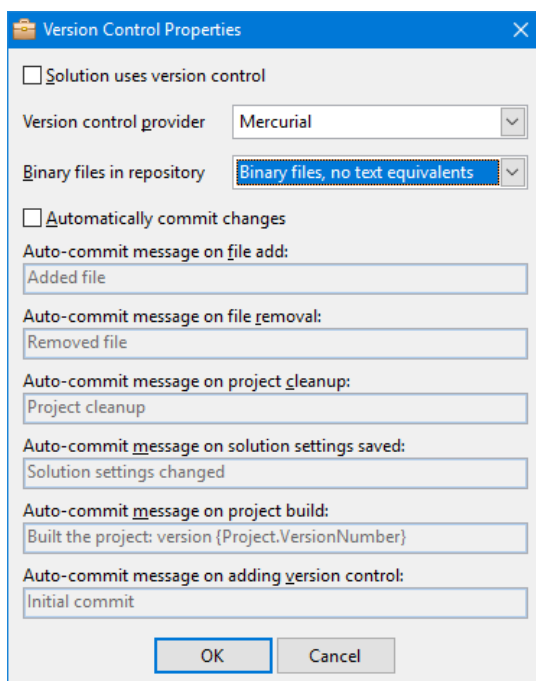 Version Control Properties
Solution uses version control
Version control provider Mercurial
Binary files in repository Binary files, no text equivalents
Automatically commit changes
Auto-commit message on file add:
Added file
Auto-commit message on file removal:
Removed file
Auto-commit message on project cleanup:
Project cleanup
Auto-commit message on solution settings saved:
Solution settings changed
Auto-commit message on project build:
Built the project: version {Project.VersionNumber}
Auto-commit message on adding version control:
Initial commit
OK Cancel